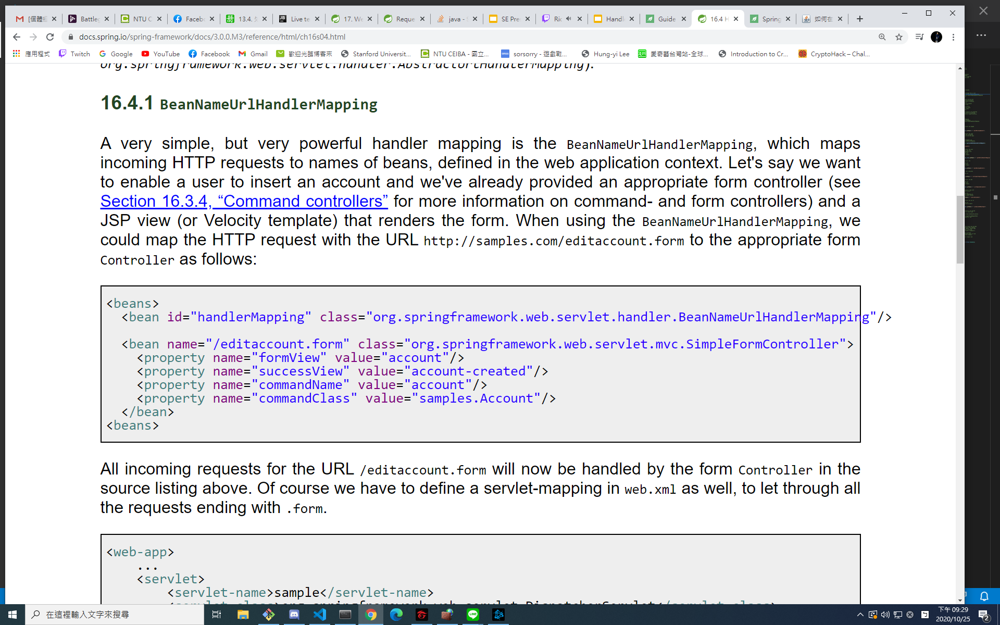 [個體經
Battleg
NTU C
Faceb
13.4.
Live te
17. We
Reque
java - S
SE Pre
Ric
Handl
Guide
16.4 H
Spring
如何在
docs.spring.io/spring-framework/docs/3.0.0.M3/reference/html/ch16s04.html
應用程式
Twitch
Google
YouTube
Facebook
Gmail
歡迎光臨博客來
Stanford Universit...
NTU CEIBA - 國立...
sorsorry - 遊戲戰...
Hung-yi Lee
愛奇藝台灣站-全球...
Introduction to Cr...
CryptoHack – Chal...
org.springframework.web.servlet.handler.AbstractUrlHandlerMapping).
16.4.1 BeanNameUrlHandlerMapping
A very simple, but very powerful handler mapping is the BeanNameUrlHandlerMapping, which maps
incoming HTTP requests to names of beans, defined in the web application context. Let's say we want
to enable a user to insert an account and we've already provided an appropriate form controller (see
Section 16.3.4, “Command controllers” for more information on command- and form controllers) and a
JSP view (or Velocity template) that renders the form. When using the BeanNameUrlHandlerMapping, we
could map the HTTP request with the URL http://samples.com/editaccount.form to the appropriate form
Controller as follows:
<beans>
  <bean id="handlerMapping" class="org.springframework.web.servlet.handler.BeanNameUrlHandlerMapping"/>
  <bean name="/editaccount.form" class="org.springframework.web.servlet.mvc.SimpleFormController">
    <property name="formView" value="account"/>
    <property name="successView" value="account-created"/>
    <property name="commandName" value="account"/>
    <property name="commandClass" value="samples.Account"/>
  </bean>
<beans>
All incoming requests for the URL /editaccount.form will now be handled by the form Controller in the
source listing above. Of course we have to define a servlet-mapping in web.xml as well, to let through all
the requests ending with .form.
<web-app>
    ...
    <servlet>
        <servlet-name>sample</servlet-name>
        <servlet-class>org.springframework.web.servlet.DispatcherServlet</servlet-class>
在這裡輸入文字來搜尋
下午 09:29
2020/10/25
2